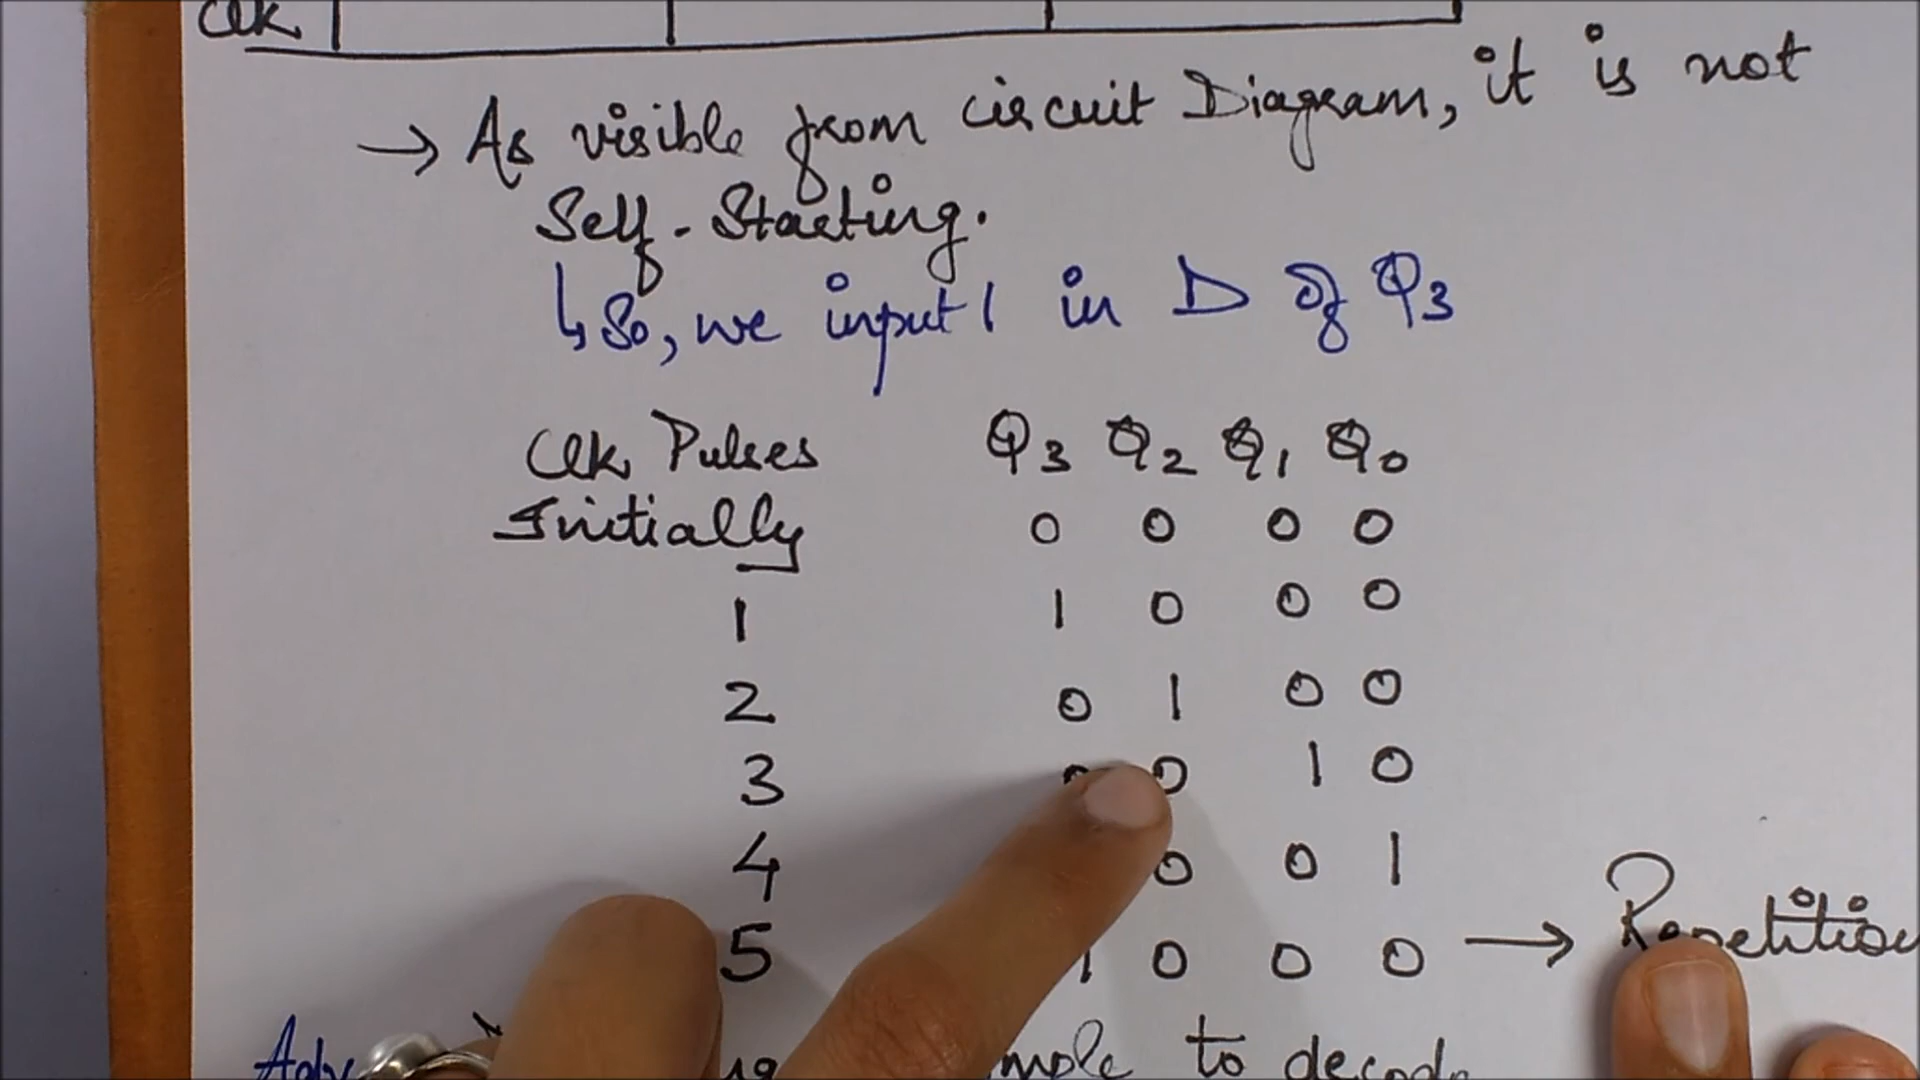 Clk
→ As visible from circuit Diagram, it is not
Self-Starting.
↳ So, we input 1 in D of Q3
Clk Pulses Q3 Q2 Q1 Q0
Initially 0 0 0 0
1 1 0 0 0
2 0 1 0 0
3 0 0 1 0
4 0 0 1
5 1 0 0 0 → Repetition
to decode